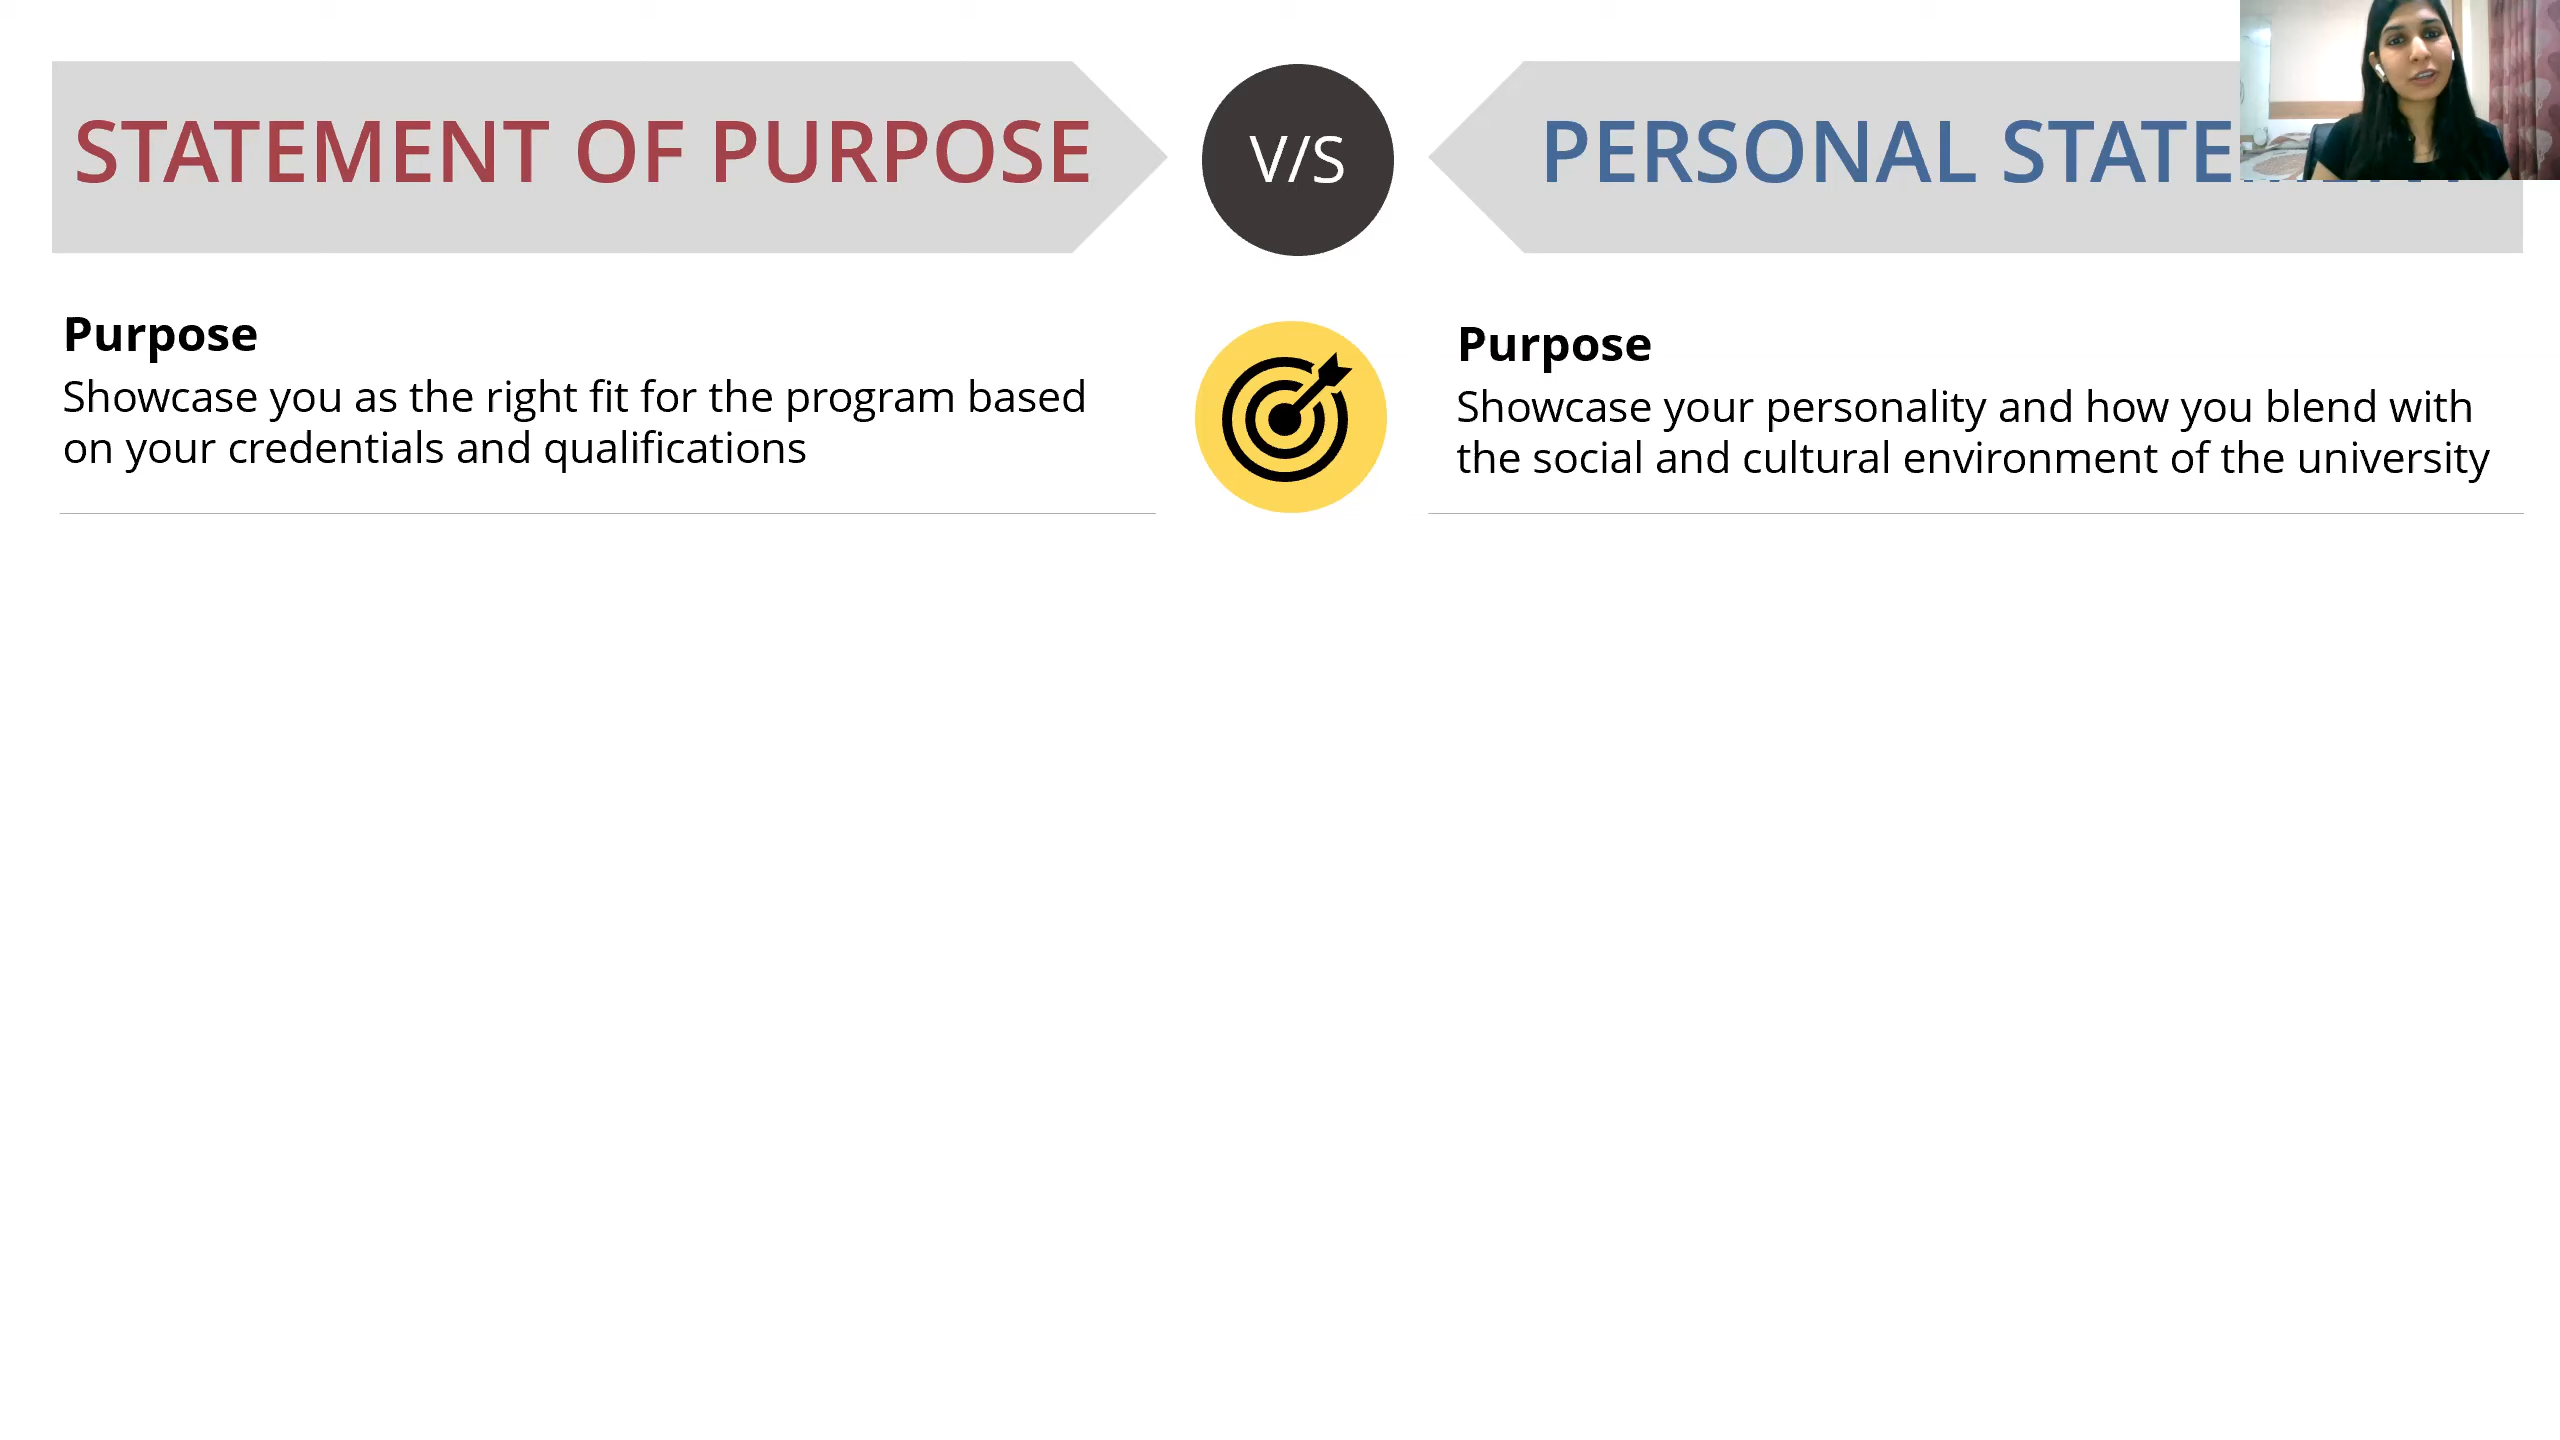 STATEMENT OF PURPOSE
V/S
PERSONAL STATE
Purpose
Showcase you as the right fit for the program based
on your credentials and qualifications
Purpose
Showcase your personality and how you blend with
the social and cultural environment of the university